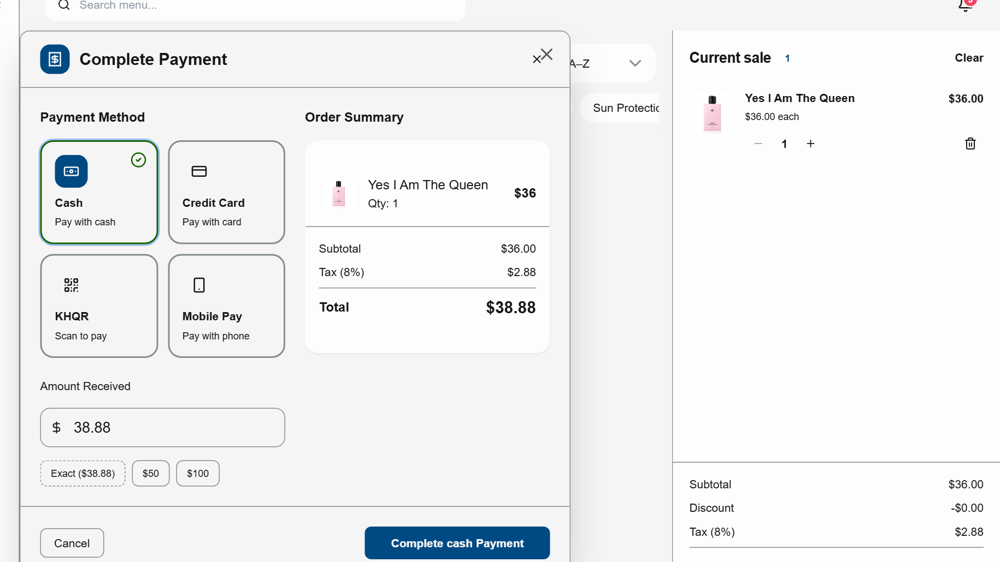 Search menu...
Complete Payment
A–Z
Sun Protectio
Payment Method
Cash
Pay with cash
Credit Card
Pay with card
KHQR
Scan to pay
Mobile Pay
Pay with phone
Amount Received
$ 38.88
Exact ($38.88)
$50
$100
Order Summary
Yes I Am The Queen
Qty: 1
$36
Subtotal $36.00
Tax (8%) $2.88
Total $38.88
Cancel
Complete cash Payment
Current sale 1 Clear
Yes I Am The Queen $36.00
$36.00 each
1
Subtotal $36.00
Discount -$0.00
Tax (8%) $2.88